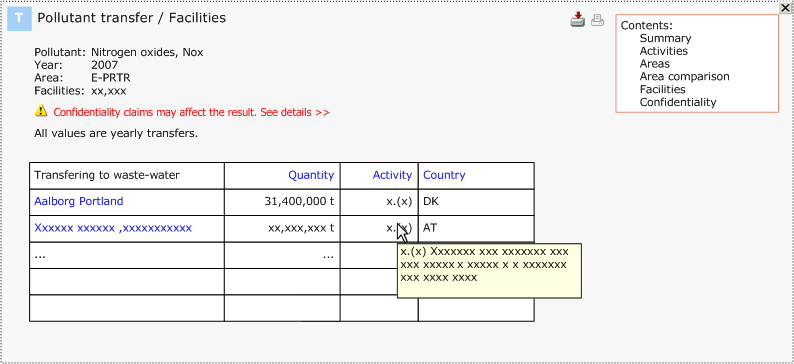 T Pollutant transfer / Facilities
Contents:
Summary
Activities
Areas
Area comparison
Facilities
Confidentiality
Pollutant: Nitrogen oxides, Nox
Year: 2007
Area: E-PRTR
Facilities: xx,xxx
Confidentiality claims may affect the result. See details >>
All values are yearly transfers.
Transfering to waste-water Quantity Activity Country
Aalborg Portland 31,400,000 t x.(x) DK
Xxxxxx xxxxxx ,xxxxxxxxxxx xx,xxx,xxx t x.(x) AT
... ...
x.(x) Xxxxxxx xxx xxxxxxx xxx
xxx xxxxx x xxxxx x x xxxxxxx
xxx xxxx xxxx